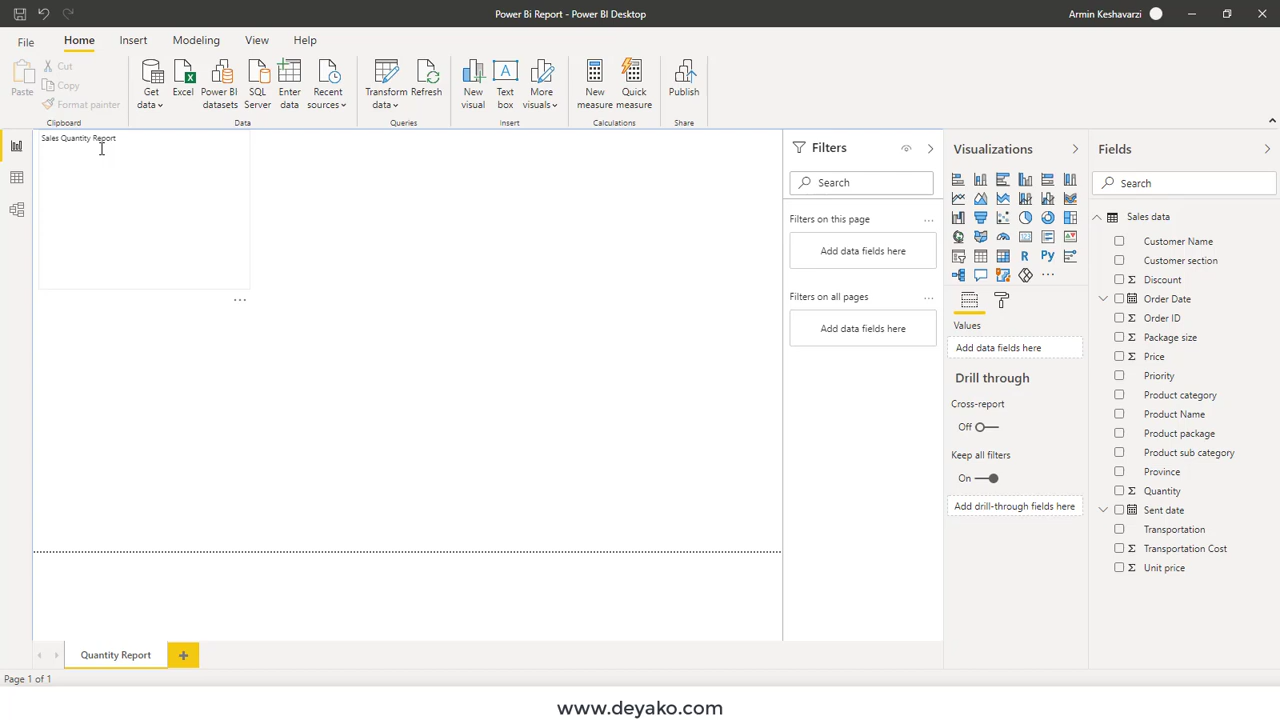 Power Bi Report - Power BI Desktop
Armin Keshavarzi
File
Home
Insert
Modeling
View
Help
Paste
Cut
Copy
Format painter
Get data
Excel
Power BI datasets
SQL Server
Enter data
Recent sources
Transform data
Refresh
New visual
Text box
More visuals
New measure
Quick measure
Publish
Clipboard
Data
Queries
Insert
Calculations
Share
Sales Quantity Report
Filters
Search
Filters on this page
Add data fields here
Filters on all pages
Add data fields here
Visualizations
R
Py
Values
Add data fields here
Drill through
Cross-report
Off
Keep all filters
On
Add drill-through fields here
Fields
Search
Sales data
Customer Name
Customer section
Discount
Order Date
Order ID
Package size
Price
Priority
Product category
Product Name
Product package
Product sub category
Province
Quantity
Sent date
Transportation
Transportation Cost
Unit price
Quantity Report
Page 1 of 1
www.deyako.com